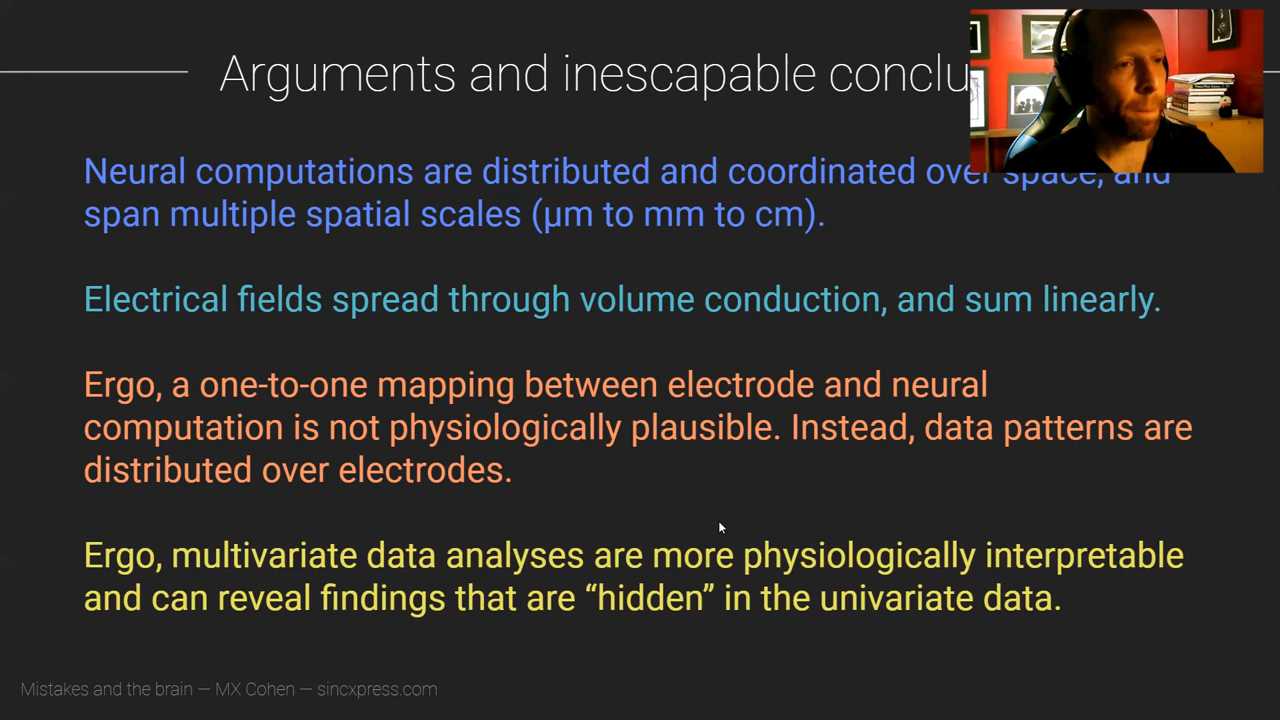 Arguments and inescapable conclu
Neural computations are distributed and coordinated over space, and
span multiple spatial scales (µm to mm to cm).
Electrical fields spread through volume conduction, and sum linearly.
Ergo, a one-to-one mapping between electrode and neural
computation is not physiologically plausible. Instead, data patterns are
distributed over electrodes.
Ergo, multivariate data analyses are more physiologically interpretable
and can reveal findings that are “hidden” in the univariate data.
Mistakes and the brain — MX Cohen — sincxpress.com